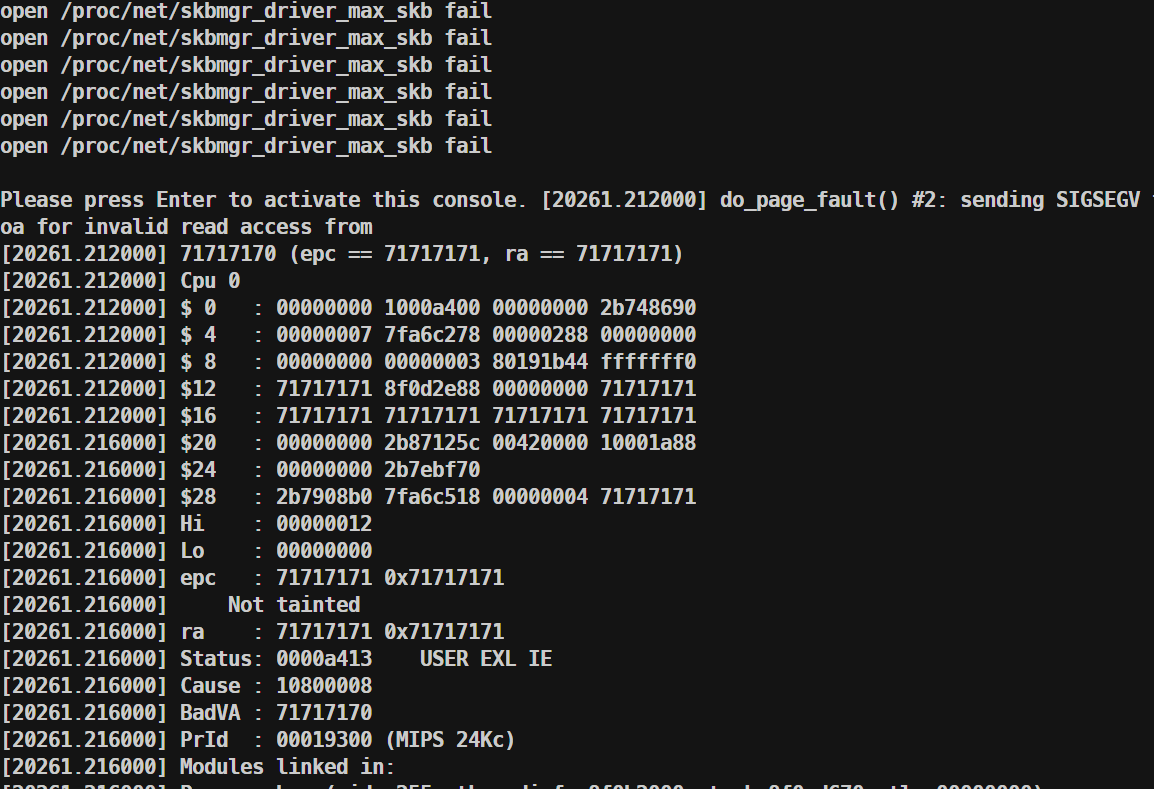 open /proc/net/skbmgr_driver_max_skb fail
open /proc/net/skbmgr_driver_max_skb fail
open /proc/net/skbmgr_driver_max_skb fail
open /proc/net/skbmgr_driver_max_skb fail
open /proc/net/skbmgr_driver_max_skb fail
open /proc/net/skbmgr_driver_max_skb fail
Please press Enter to activate this console. [20261.212000] do_page_fault() #2: sending SIGSEGV
oa for invalid read access from
[20261.212000] 71717170 (epc == 71717171, ra == 71717171)
[20261.212000] Cpu 0
[20261.212000] $ 0   : 00000000 1000a400 00000000 2b748690
[20261.212000] $ 4   : 00000007 7fa6c278 00000288 00000000
[20261.212000] $ 8   : 00000000 00000003 80191b44 fffffff0
[20261.212000] $12   : 71717171 8f0d2e88 00000000 71717171
[20261.212000] $16   : 71717171 71717171 71717171 71717171
[20261.216000] $20   : 00000000 2b87125c 00420000 10001a88
[20261.216000] $24   : 00000000 2b7ebf70
[20261.216000] $28   : 2b7908b0 7fa6c518 00000004 71717171
[20261.216000] Hi    : 00000012
[20261.216000] Lo    : 00000000
[20261.216000] epc   : 71717171 0x71717171
[20261.216000]     Not tainted
[20261.216000] ra    : 71717171 0x71717171
[20261.216000] Status: 0000a413    USER EXL IE
[20261.216000] Cause : 10800008
[20261.216000] BadVA : 71717170
[20261.216000] PrId  : 00019300 (MIPS 24Kc)
[20261.216000] Modules linked in: